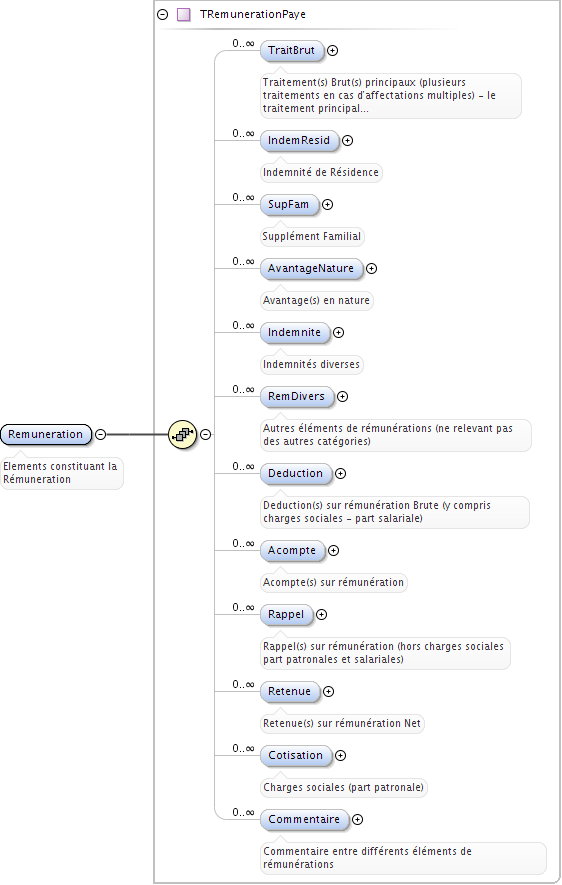 TRemunerationPaye
0..∞
TraitBrut
Traitement(s) Brut(s) principaux (plusieurs
traitements en cas d'affectations multiples) - le
traitement principal...
0..∞
IndemResid
Indemnité de Résidence
0..∞
SupFam
Supplément Familial
0..∞
AvantageNature
Avantage(s) en nature
0..∞
Indemnite
Indemnités diverses
0..∞
RemDivers
Autres éléments de rémunérations (ne relevant pas
des autres catégories)
Remuneration
Elements constituant la
Rémuneration
0..∞
Deduction
Deduction(s) sur rémunération Brute (y compris
charges sociales - part salariale)
0..∞
Acompte
Acompte(s) sur rémunération
0..∞
Rappel
Rappel(s) sur rémunération (hors charges sociales
part patronales et salariales)
0..∞
Retenue
Retenue(s) sur rémunération Net
0..∞
Cotisation
Charges sociales (part patronale)
0..∞
Commentaire
Commentaire entre différents éléments de
rémunérations